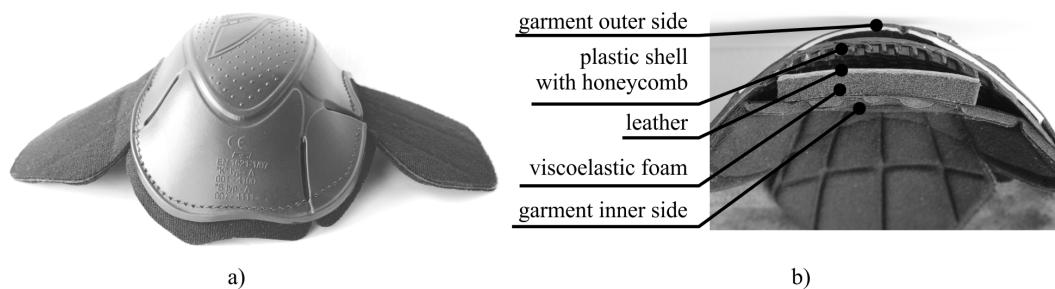 garment outer side
plastic shell
with honeycomb
leather
viscoelastic foam
garment inner side
CE
a)
b)